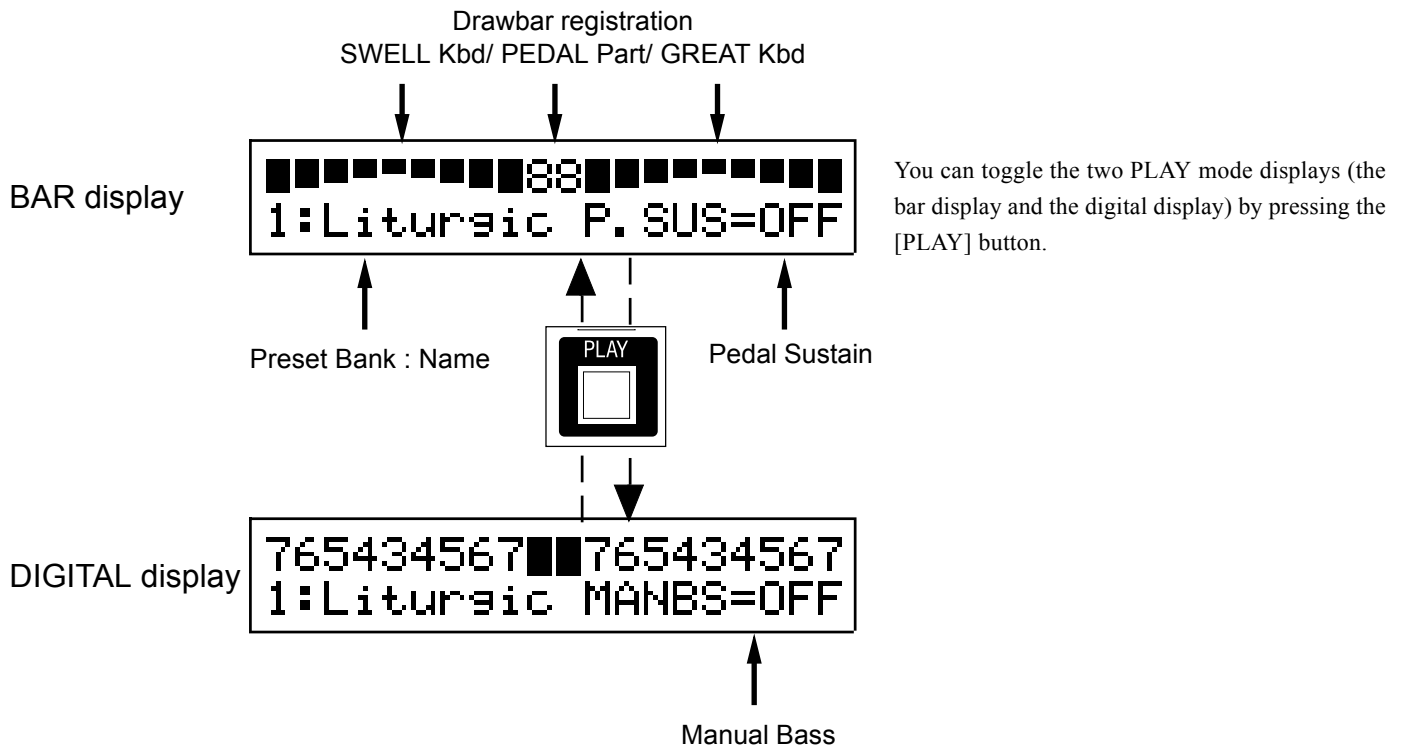 Drawbar registration
SWELL Kbd/ PEDAL Part/ GREAT Kbd
BAR display
88
1:Liturgic P.SUS=OFF
You can toggle the two PLAY mode displays (the
bar display and the digital display) by pressing the
[PLAY] button.
Preset Bank : Name
PLAY
Pedal Sustain
DIGITAL display
765434567 765434567
1:Liturgic MANBS=OFF
Manual Bass